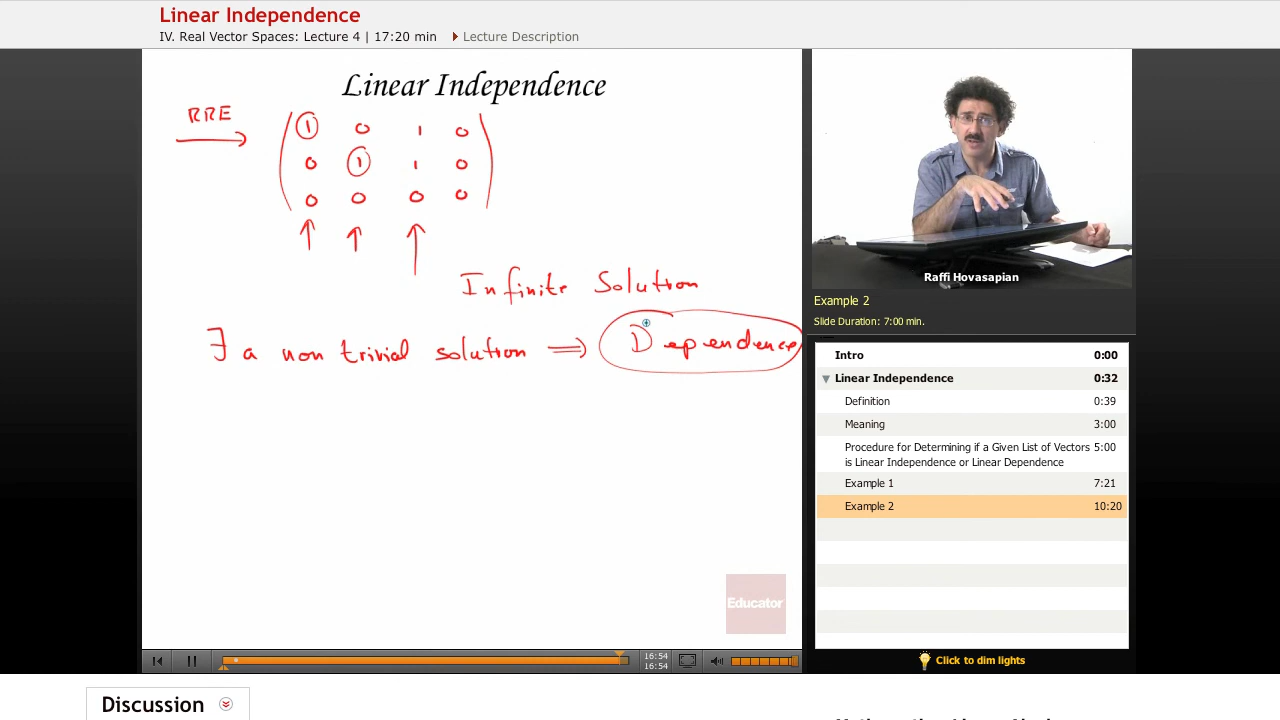 Linear Independence
IV. Real Vector Spaces: Lecture 4 | 17:20 min Lecture Description
Linear Independence
RRE
1 0 1 0
0 1 1 0
0 0 0 0
Infinite Solution
∃ a non trivial solution ⟹ Dependence
Educator
16:54
16:54
Raffi Hovasapian
Example 2
Slide Duration: 7:00 min.
Intro 0:00
Linear Independence 0:32
Definition 0:39
Meaning 3:00
Procedure for Determining if a Given List of Vectors 5:00
is Linear Independence or Linear Dependence
Example 1 7:21
Example 2 10:20
Click to dim lights
Discussion